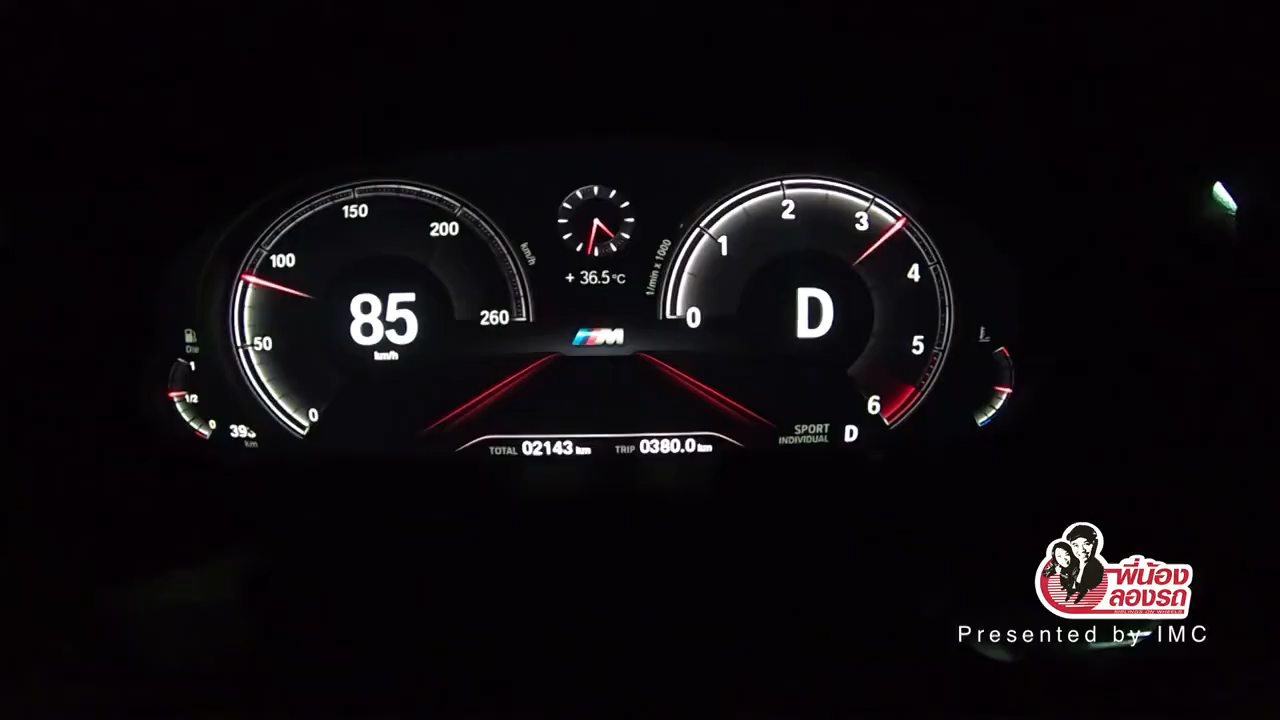 150
200
100
km/h
50
260
0
85
km/h
+ 36.5°C
M
1/min x 1000
0
1
2
3
4
5
6
D
1
1/2
0
km
TOTAL 02143 km TRIP 0380.0 km
SPORT
INDIVIDUAL D
พี่น้อง
ลองรถ
Presented by IMC